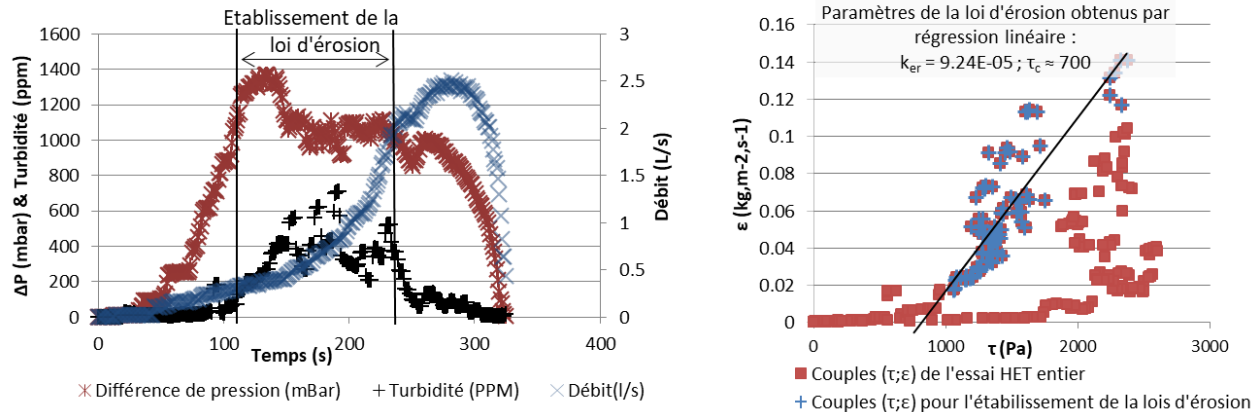 Etablissement de la
loi d'érosion
ΔP (mbar) & Turbidité (ppm)
1600
1400
1200
1000
800
600
400
200
0
0
100
200
300
400
Temps (s)
3
2.5
2
1.5
1
0.5
0
Débit (L/s)
Différence de pression (mBar)
Turbidité (PPM)
Débit(l/s)
Paramètres de la loi d'érosion obtenus par
régression linéaire :
k_er = 9.24E-05 ; τ_c ≈ 700
ε (kg,m-2,s-1)
0.16
0.14
0.12
0.1
0.08
0.06
0.04
0.02
0
0
1000
2000
3000
τ (Pa)
Couples (τ;ε) de l'essai HET entier
Couples (τ;ε) pour l'étabilisement de la lois d'érosion